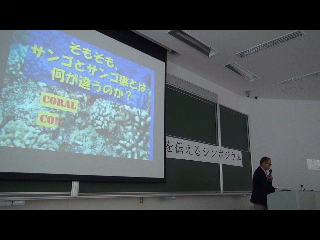 そもそも、
サンゴとサンゴ礁とは、
何が違うのか?
CORAL
CO
を伝えるシンポジウム